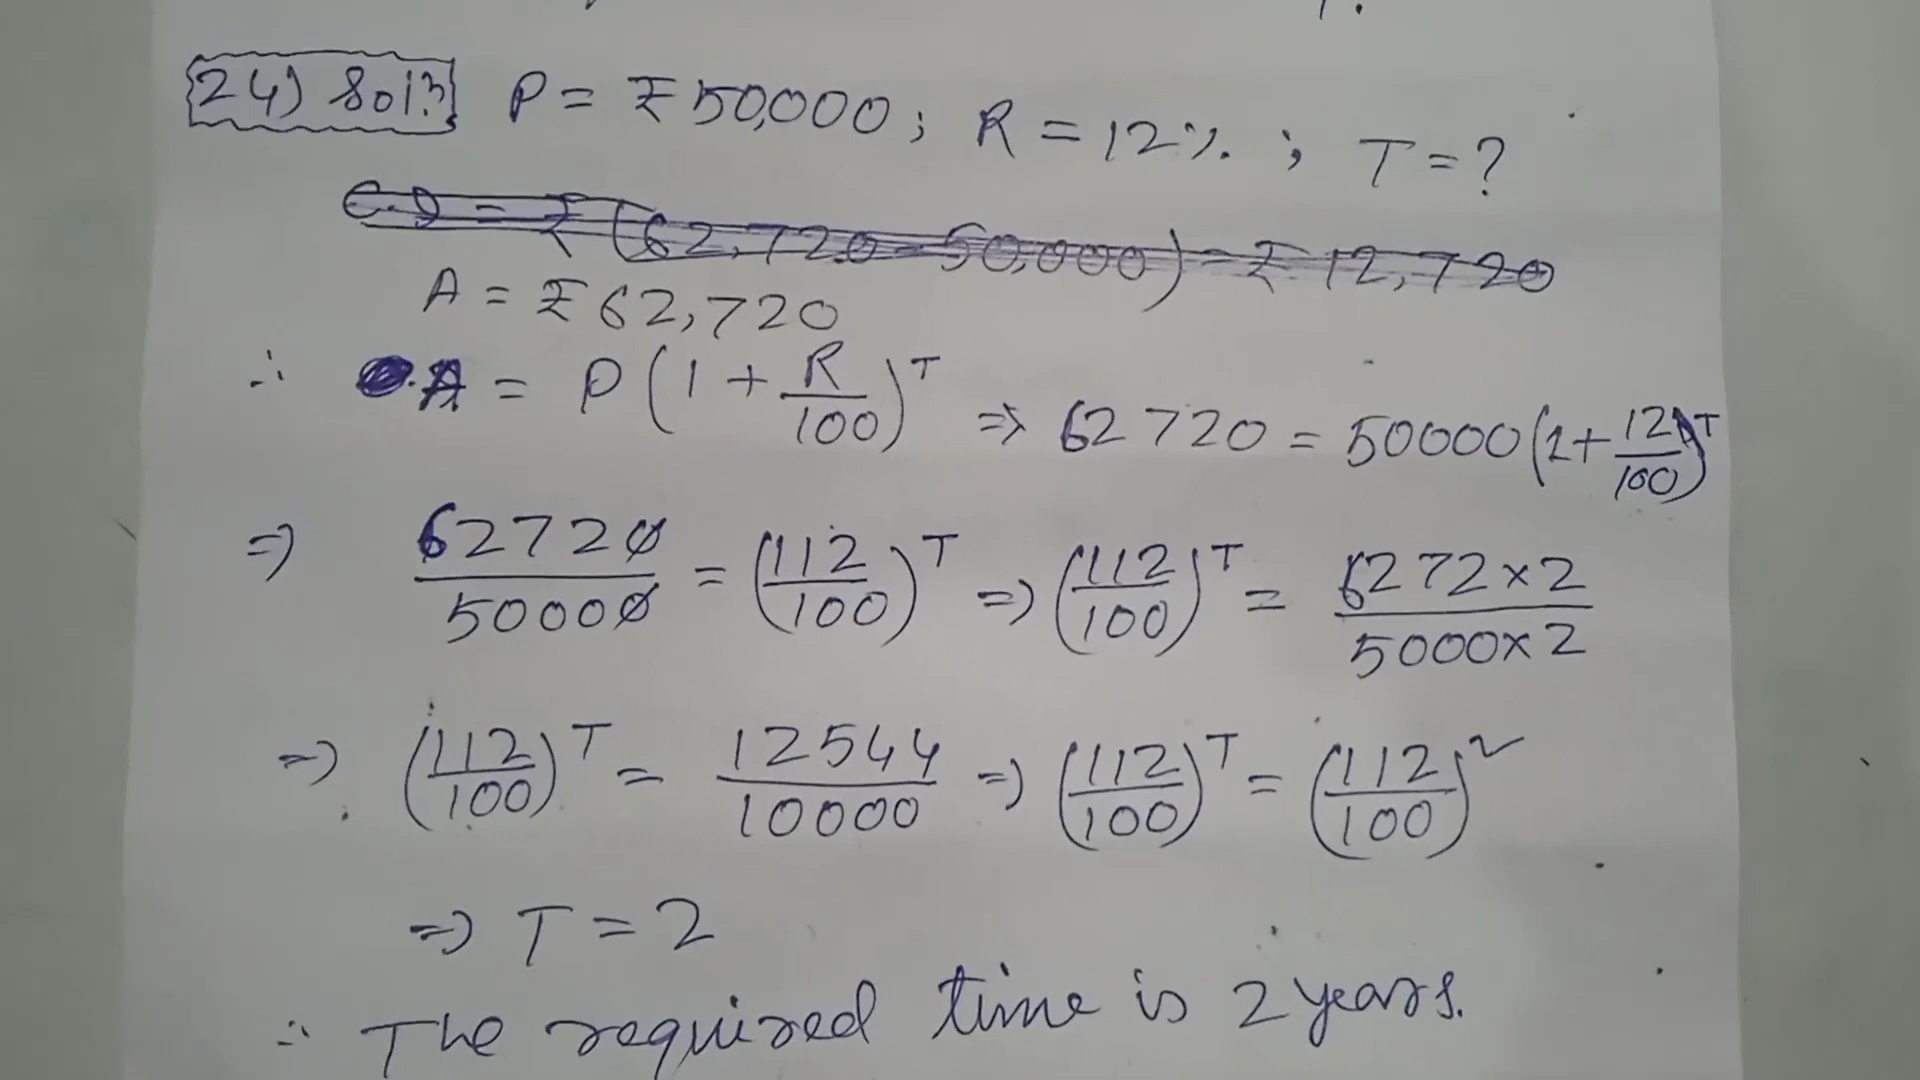 24) Solⁿ P = ₹50,000; R = 12%; T = ?
C.I = ₹(62,720 - 50,000) = ₹12,720
A = ₹62,720
∴ A = P(1 + R/100)^T ⇒ 62720 = 50000(1 + 12/100)^T
⇒ 62720/50000 = (112/100)^T ⇒ (112/100)^T = 6272×2/5000×2
⇒ (112/100)^T = 12544/10000 ⇒ (112/100)^T = (112/100)^2
⇒ T = 2
∴ The required time is 2 years.